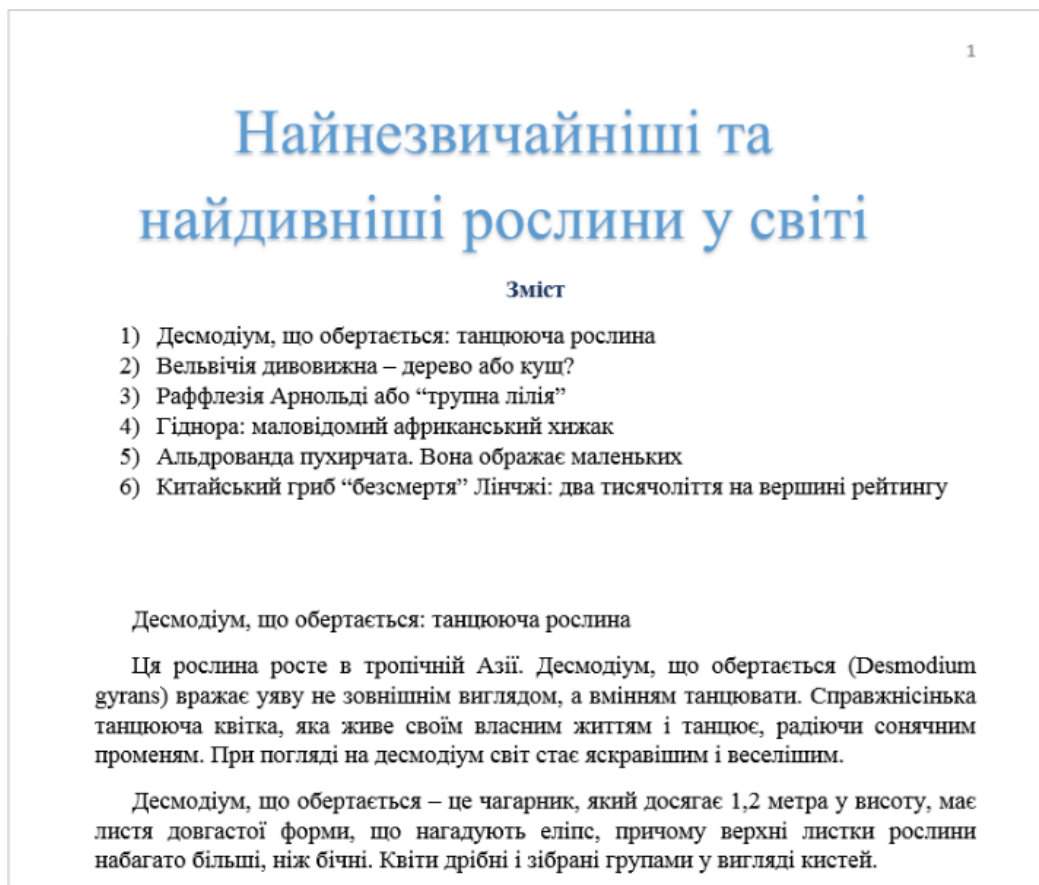 1
Найнезвичайніші та
найдивніші рослини у світі
Зміст
1) Десмодіум, що обертається: танцююча рослина
2) Вельвічія дивовижна – дерево або кущ?
3) Раффлезія Арнольді або “трупна лілія”
4) Гіднора: маловідомий африканський хижак
5) Альдрованда пухирчата. Вона ображає маленьких
6) Китайський гриб “безсмертя” Лінчжі: два тисячоліття на вершині рейтингу
Десмодіум, що обертається: танцююча рослина
Ця рослина росте в тропічній Азії. Десмодіум, що обертається (Desmodium
gyrans) вражає уяву не зовнішнім виглядом, а вмінням танцювати. Справжнісінька
танцююча квітка, яка живе своїм власним життям і танцює, радіючи сонячним
променям. При погляді на десмодіум світ стає яскравішим і веселішим.
Десмодіум, що обертається – це чагарник, який досягає 1,2 метра у висоту, має
листя довгастої форми, що нагадують еліпс, причому верхні листки рослини
набагато більші, ніж бічні. Квіти дрібні і зібрані групами у вигляді кистей.